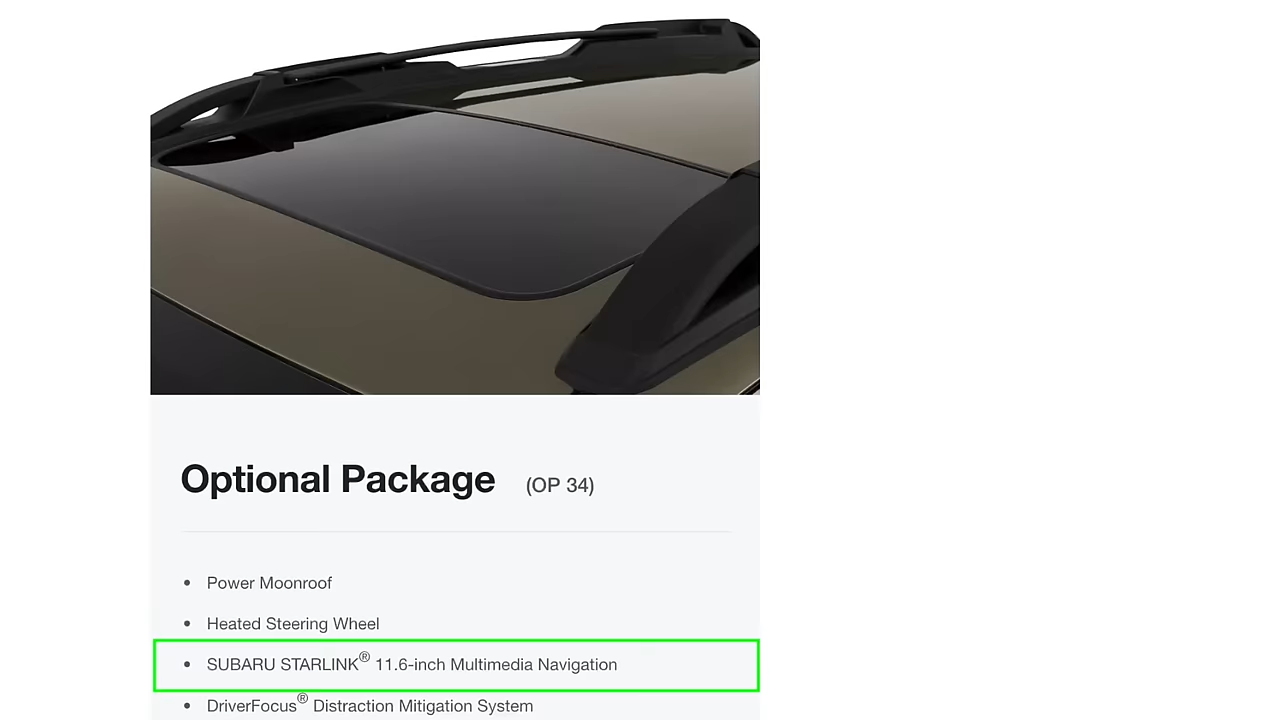 Optional Package (OP 34)
• Power Moonroof
• Heated Steering Wheel
• SUBARU STARLINK® 11.6-inch Multimedia Navigation
• DriverFocus® Distraction Mitigation System